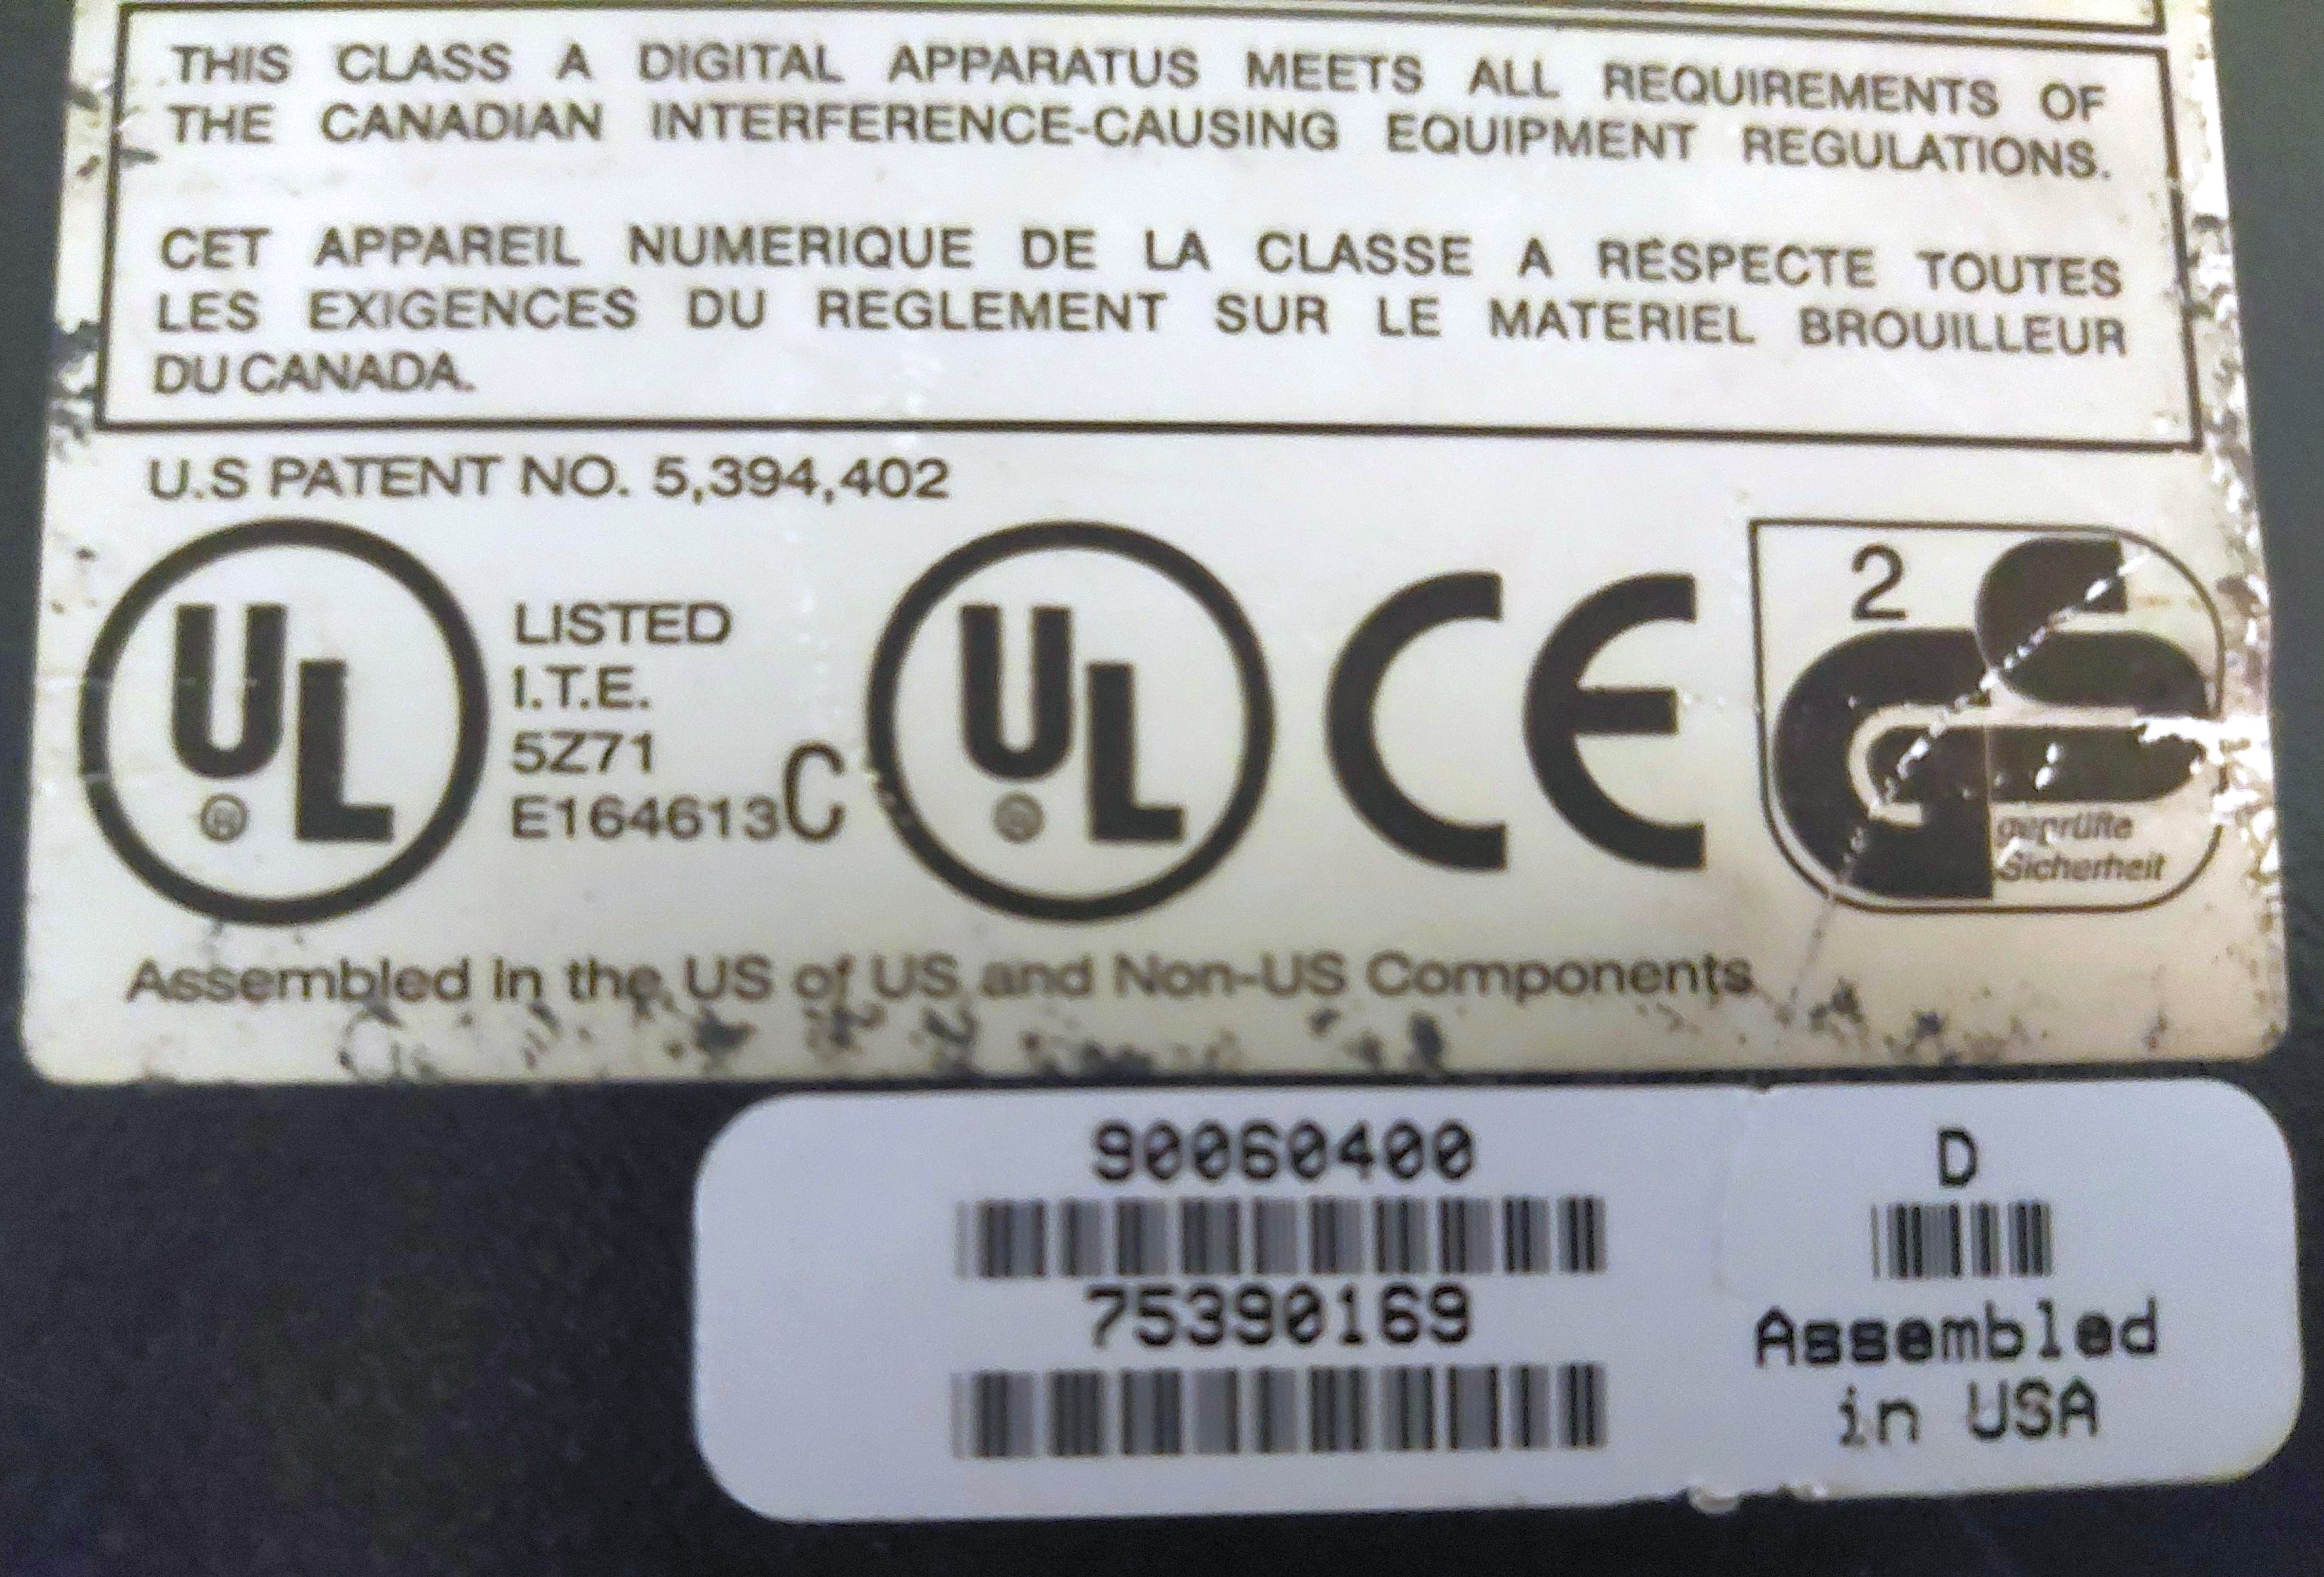 THIS CLASS A DIGITAL APPARATUS MEETS ALL REQUIREMENTS OF
THE CANADIAN INTERFERENCE-CAUSING EQUIPMENT REGULATIONS.
CET APPAREIL NUMERIQUE DE LA CLASSE A RESPECTE TOUTES
LES EXIGENCES DU REGLEMENT SUR LE MATERIEL BROUILLEUR
DU CANADA.
U.S PATENT NO. 5,394,402
UL ®
LISTED
I.T.E.
5Z71
E164613
C UL ®
CE
2 GS
geprüfte
Sicherheit
Assembled in the US of US and Non-US Components
90060400
75390169
D
Assembled
in USA